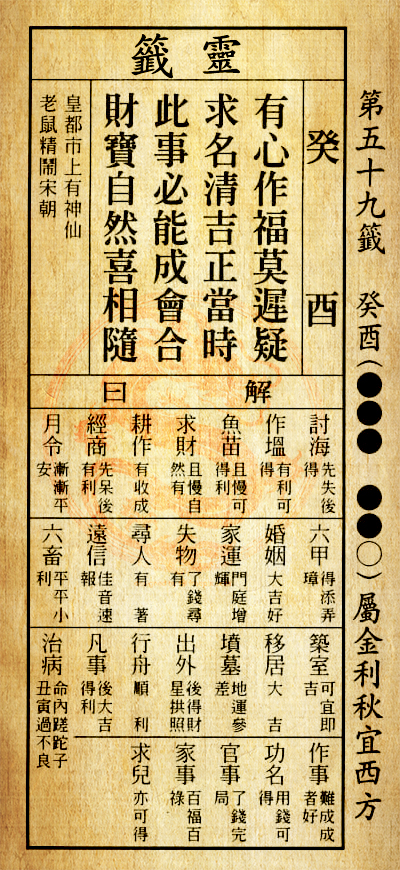 第五十九籤　癸酉(●●●　●●○)屬金利秋宜西方
靈籤
癸酉
有心作福莫遲疑
求名清吉正當時
此事必能成會合
財寶自然喜相隨
皇都市上有神仙
老鼠精鬧宋朝
解曰
討海 先失後得
作塭 有利可得
魚苗 且慢可得利
求財 且慢自然有
耕作 有收成
經商 先呆後有利
月令 漸漸平安
六甲 得添弄璋
婚姻 大吉好
家運 門庭增輝
失物 了錢尋有
尋人 有著
遠信 佳音速報
六畜 平平小利
築室 可宜即吉
移居 大吉
墳墓 地運參差
出外 後得財星拱照
行舟 順利
凡事 後大吉得利
治病 命內蹉跎子丑寅過不良
作事 難成成者好
功名 用錢可得
官事 了錢完局
家事 百福百祿
求兒 亦可得